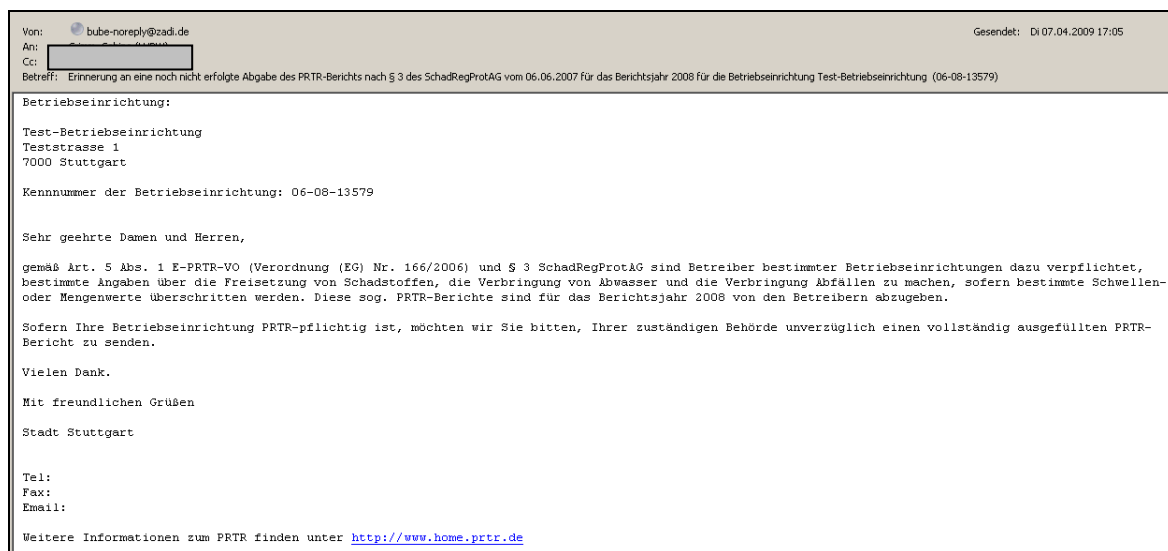 Von: bube-noreply@zadi.de Gesendet: Di 07.04.2009 17:05
An:
Cc:
Betreff: Erinnerung an eine noch nicht erfolgte Abgabe des PRTR-Berichts nach § 3 des SchadRegProtAG vom 06.06.2007 für das Berichtsjahr 2008 für die Betriebseinrichtung Test-Betriebseinrichtung (06-08-13579)
Betriebseinrichtung:
Test-Betriebseinrichtung
Teststrasse 1
7000 Stuttgart
Kennnummer der Betriebseinrichtung: 06-08-13579
Sehr geehrte Damen und Herren,
gemäß Art. 5 Abs. 1 E-PRTR-VO (Verordnung (EG) Nr. 166/2006) und § 3 SchadRegProtAG sind Betreiber bestimmter Betriebseinrichtungen dazu verpflichtet,
bestimmte Angaben über die Freisetzung von Schadstoffen, die Verbringung von Abwasser und die Verbringung Abfällen zu machen, sofern bestimmte Schwellen-
oder Mengenwerte überschritten werden. Diese sog. PRTR-Berichte sind für das Berichtsjahr 2008 von den Betreibern abzugeben.
Sofern Ihre Betriebseinrichtung PRTR-pflichtig ist, möchten wir Sie bitten, Ihrer zuständigen Behörde unverzüglich einen vollständig ausgefüllten PRTR-
Bericht zu senden.
Vielen Dank.
Mit freundlichen Grüßen
Stadt Stuttgart
Tel:
Fax:
Email:
Weitere Informationen zum PRTR finden unter http://www.home.prtr.de